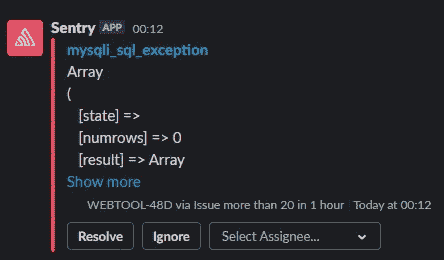 Sentry APP 00:12
mysqli_sql_exception
Array
(
[state] =>
[numrows] => 0
[result] => Array
Show more
WEBTOOL-48D via Issue more than 20 in 1 hour | Today at 00:12
Resolve Ignore Select Assignee...